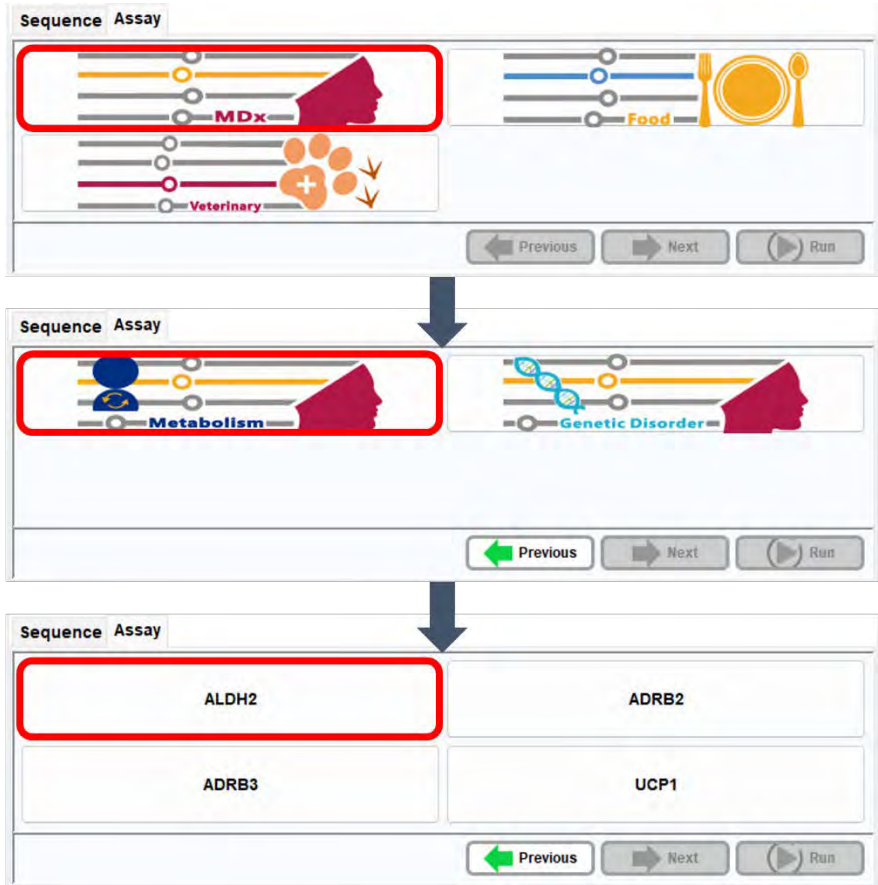 Sequence Assay
MDx
Food
Veterinary
Previous Next Run
Sequence Assay
Metabolism
Genetic Disorder
Previous Next Run
Sequence Assay
ALDH2 ADRB2
ADRB3 UCP1
Previous Next Run